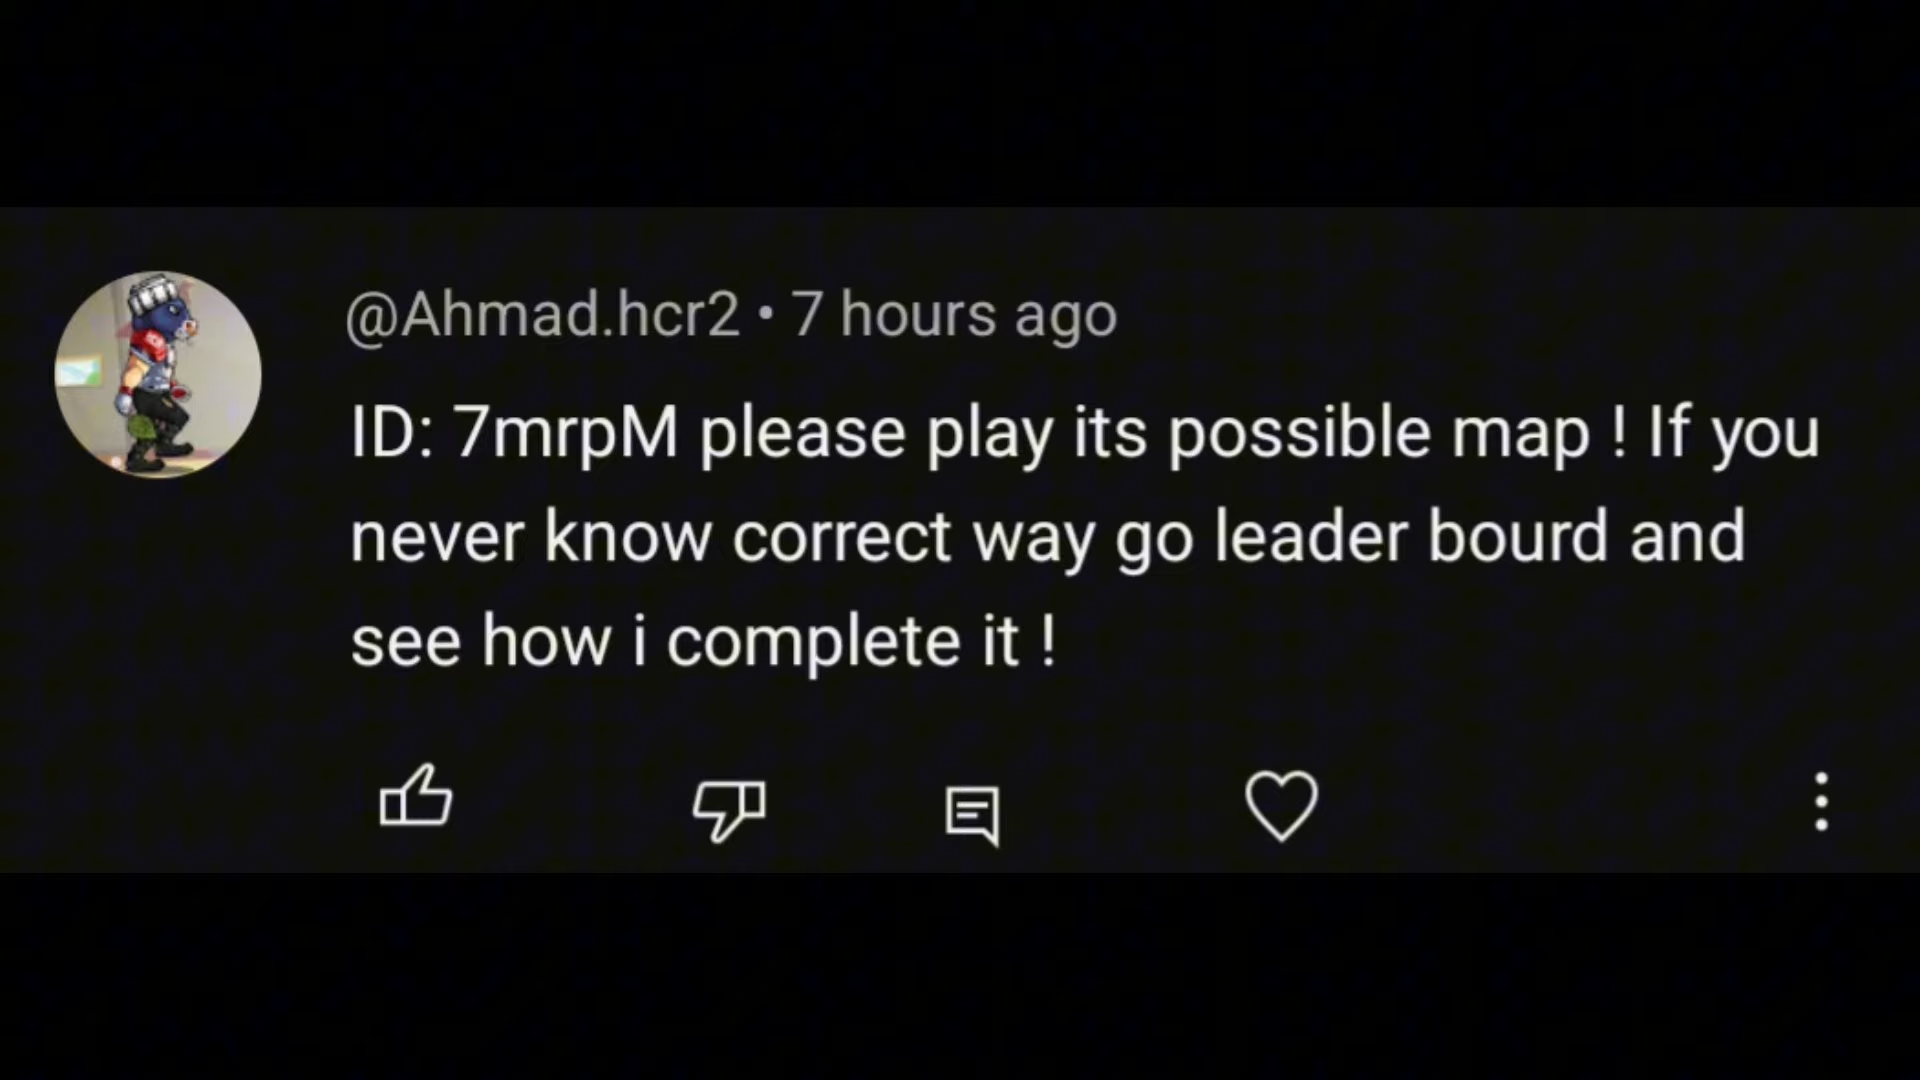 @Ahmad.hcr2 • 7 hours ago
ID: 7mrpM please play its possible map ! If you
never know correct way go leader bourd and
see how i complete it !